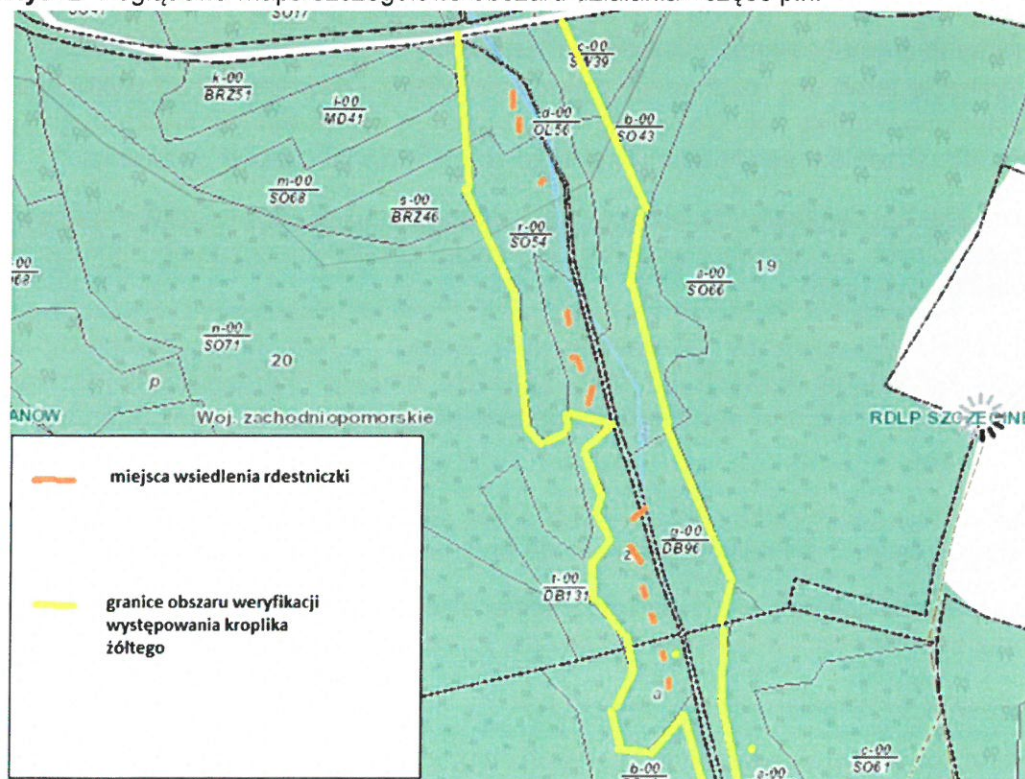 k-00
BRZ51
l-00
MD41
m-00
SO68
s-00
BRZ46
c-00
SW39
d-00
OL56
b-00
SO43
r-00
SO54
a-00
SO66
19
n-00
SO71
20
p
Woj. zachodniopomorskie
miejsca wsiedlenia rdestniczki
granice obszaru weryfikacji
występowania kroplika
żółtego
DB96
z
t-00
DB131
a
b-00
c-00
SO61